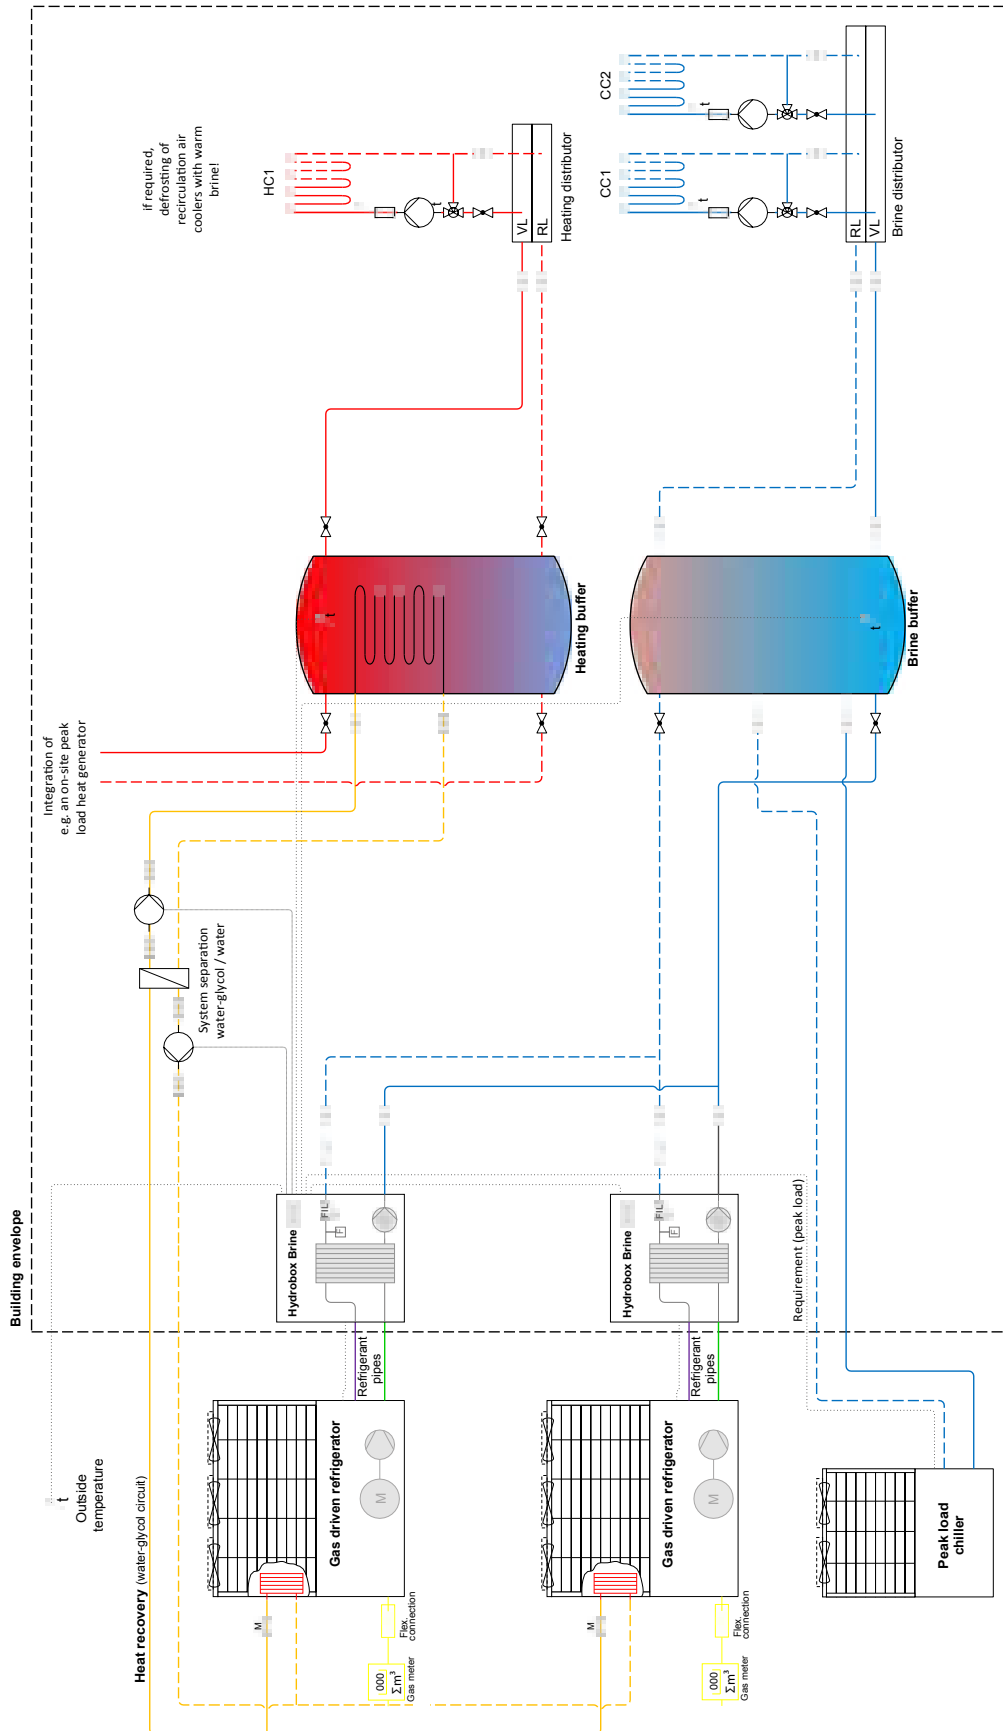 Building envelope
if required,
defrosting of
recirculation air
coolers with warm
brine!
HC1
t
VL
RL
Heating distributor
CC1
t
CC2
t
RL
VL
Brine distributor
Integration of
e.g. an on-site peak
load heat generator
t
Heating buffer
t
Brine buffer
System separation
water-glycol / water
Hydrobox Brine
FIL
F
Hydrobox Brine
FIL
F
Requirement (peak load)
Refrigerant
pipes
Refrigerant
pipes
t
Outside
temperature
Heat recovery (water-glycol circuit)
Gas driven refrigerator
M
M
Flex.
connection
000
Σm³
Gas meter
Gas driven refrigerator
M
M
Flex.
connection
000
Σm³
Gas meter
Peak load
chiller